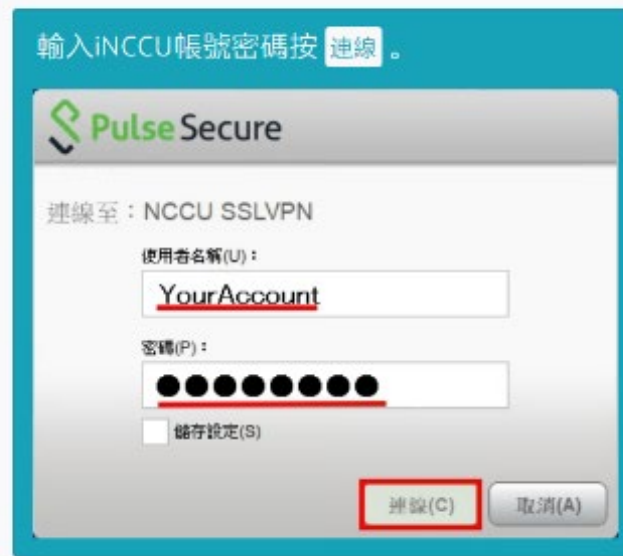 輸入iNCCU帳號密碼按 連線 。
Pulse Secure
連線至：NCCU SSLVPN
使用者名稱(U)：
YourAccount
密碼(P)：
●●●●●●●●
儲存設定(S)
連線(C) 取消(A)